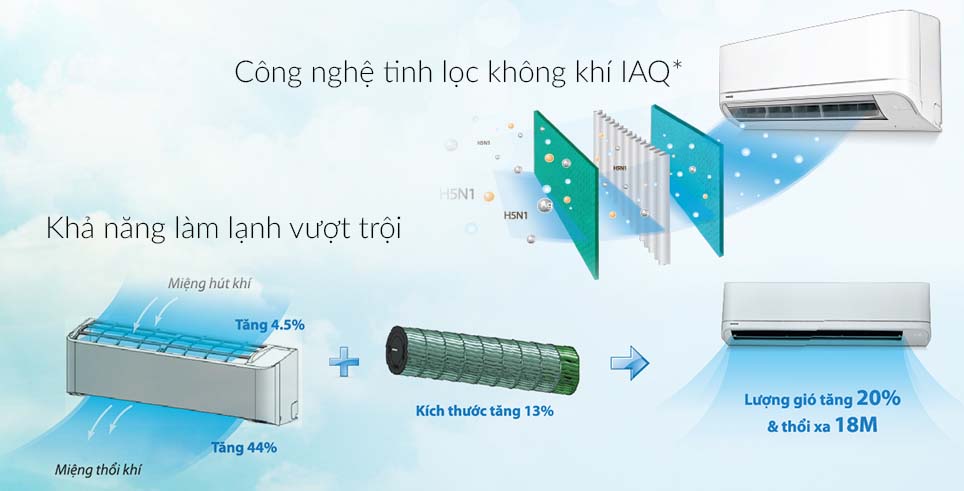 Công nghệ tinh lọc không khí IAQ*
H5N1
H5N1
H5N1
H5N1
Ag
Khả năng làm lạnh vượt trội
Miệng hút khí
Tăng 4.5%
Tăng 44%
Miệng thổi khí
+
Kích thước tăng 13%
Lượng gió tăng 20%
& thổi xa 18M